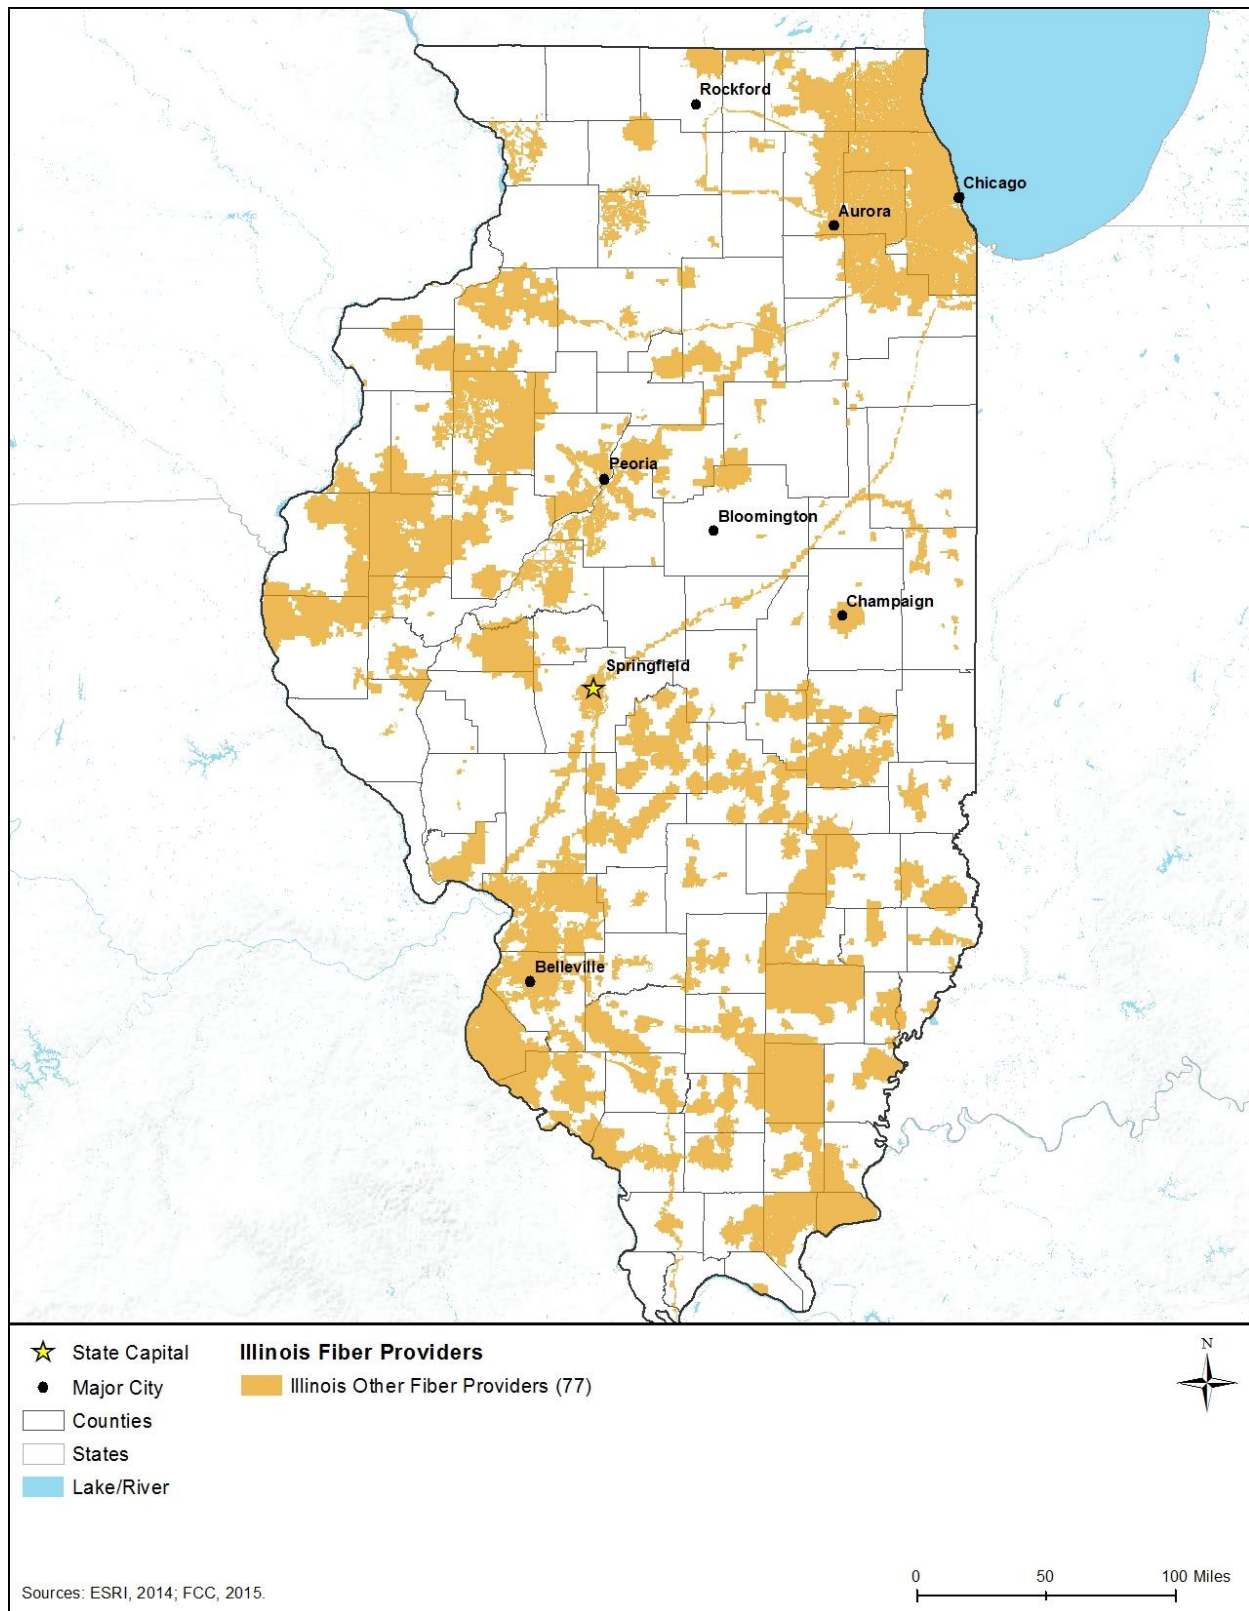 Rockford
Chicago
Aurora
Peoria
Bloomington
Champaign
Springfield
Belleville
State Capital
Illinois Fiber Providers
N
Major City
Illinois Other Fiber Providers (77)
Counties
States
Lake/River
0 50 100 Miles
Sources: ESRI, 2014; FCC, 2015.